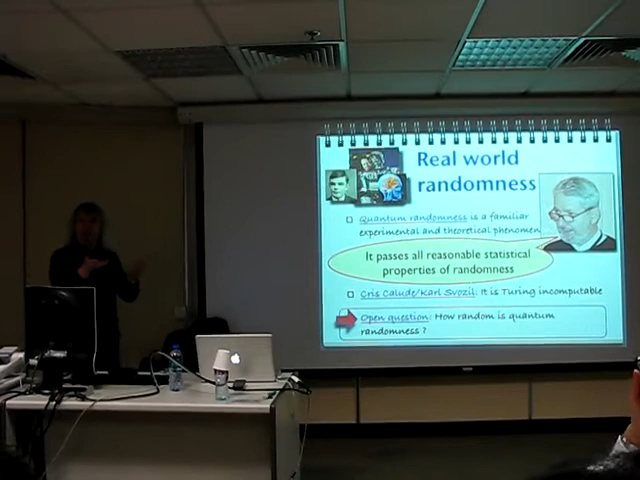 Real world
randomness
Quantum randomness is a familiar
experimental and theoretical phenomen
It passes all reasonable statistical
properties of randomness
Cris Calude/Karl Svozil: It is Turing incomputable
Open question: How random is quantum
randomness ?